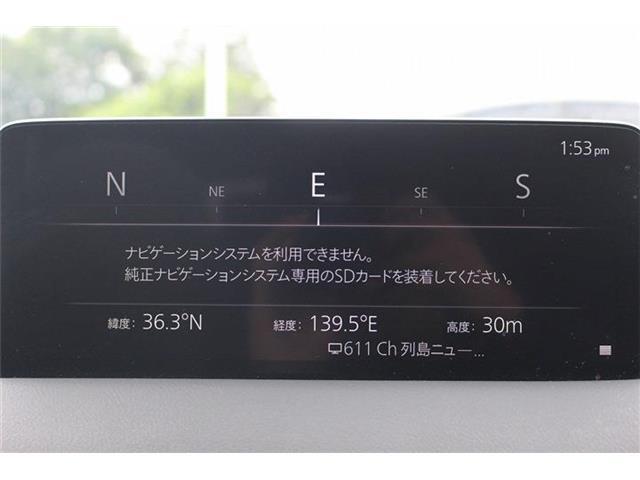 1:53pm
N NE E SE S
ナビゲーションシステムを利用できません。
純正ナビゲーションシステム専用のSDカードを装着してください。
緯度: 36.3°N 経度: 139.5°E 高度: 30m
611 Ch 列島ニュー...